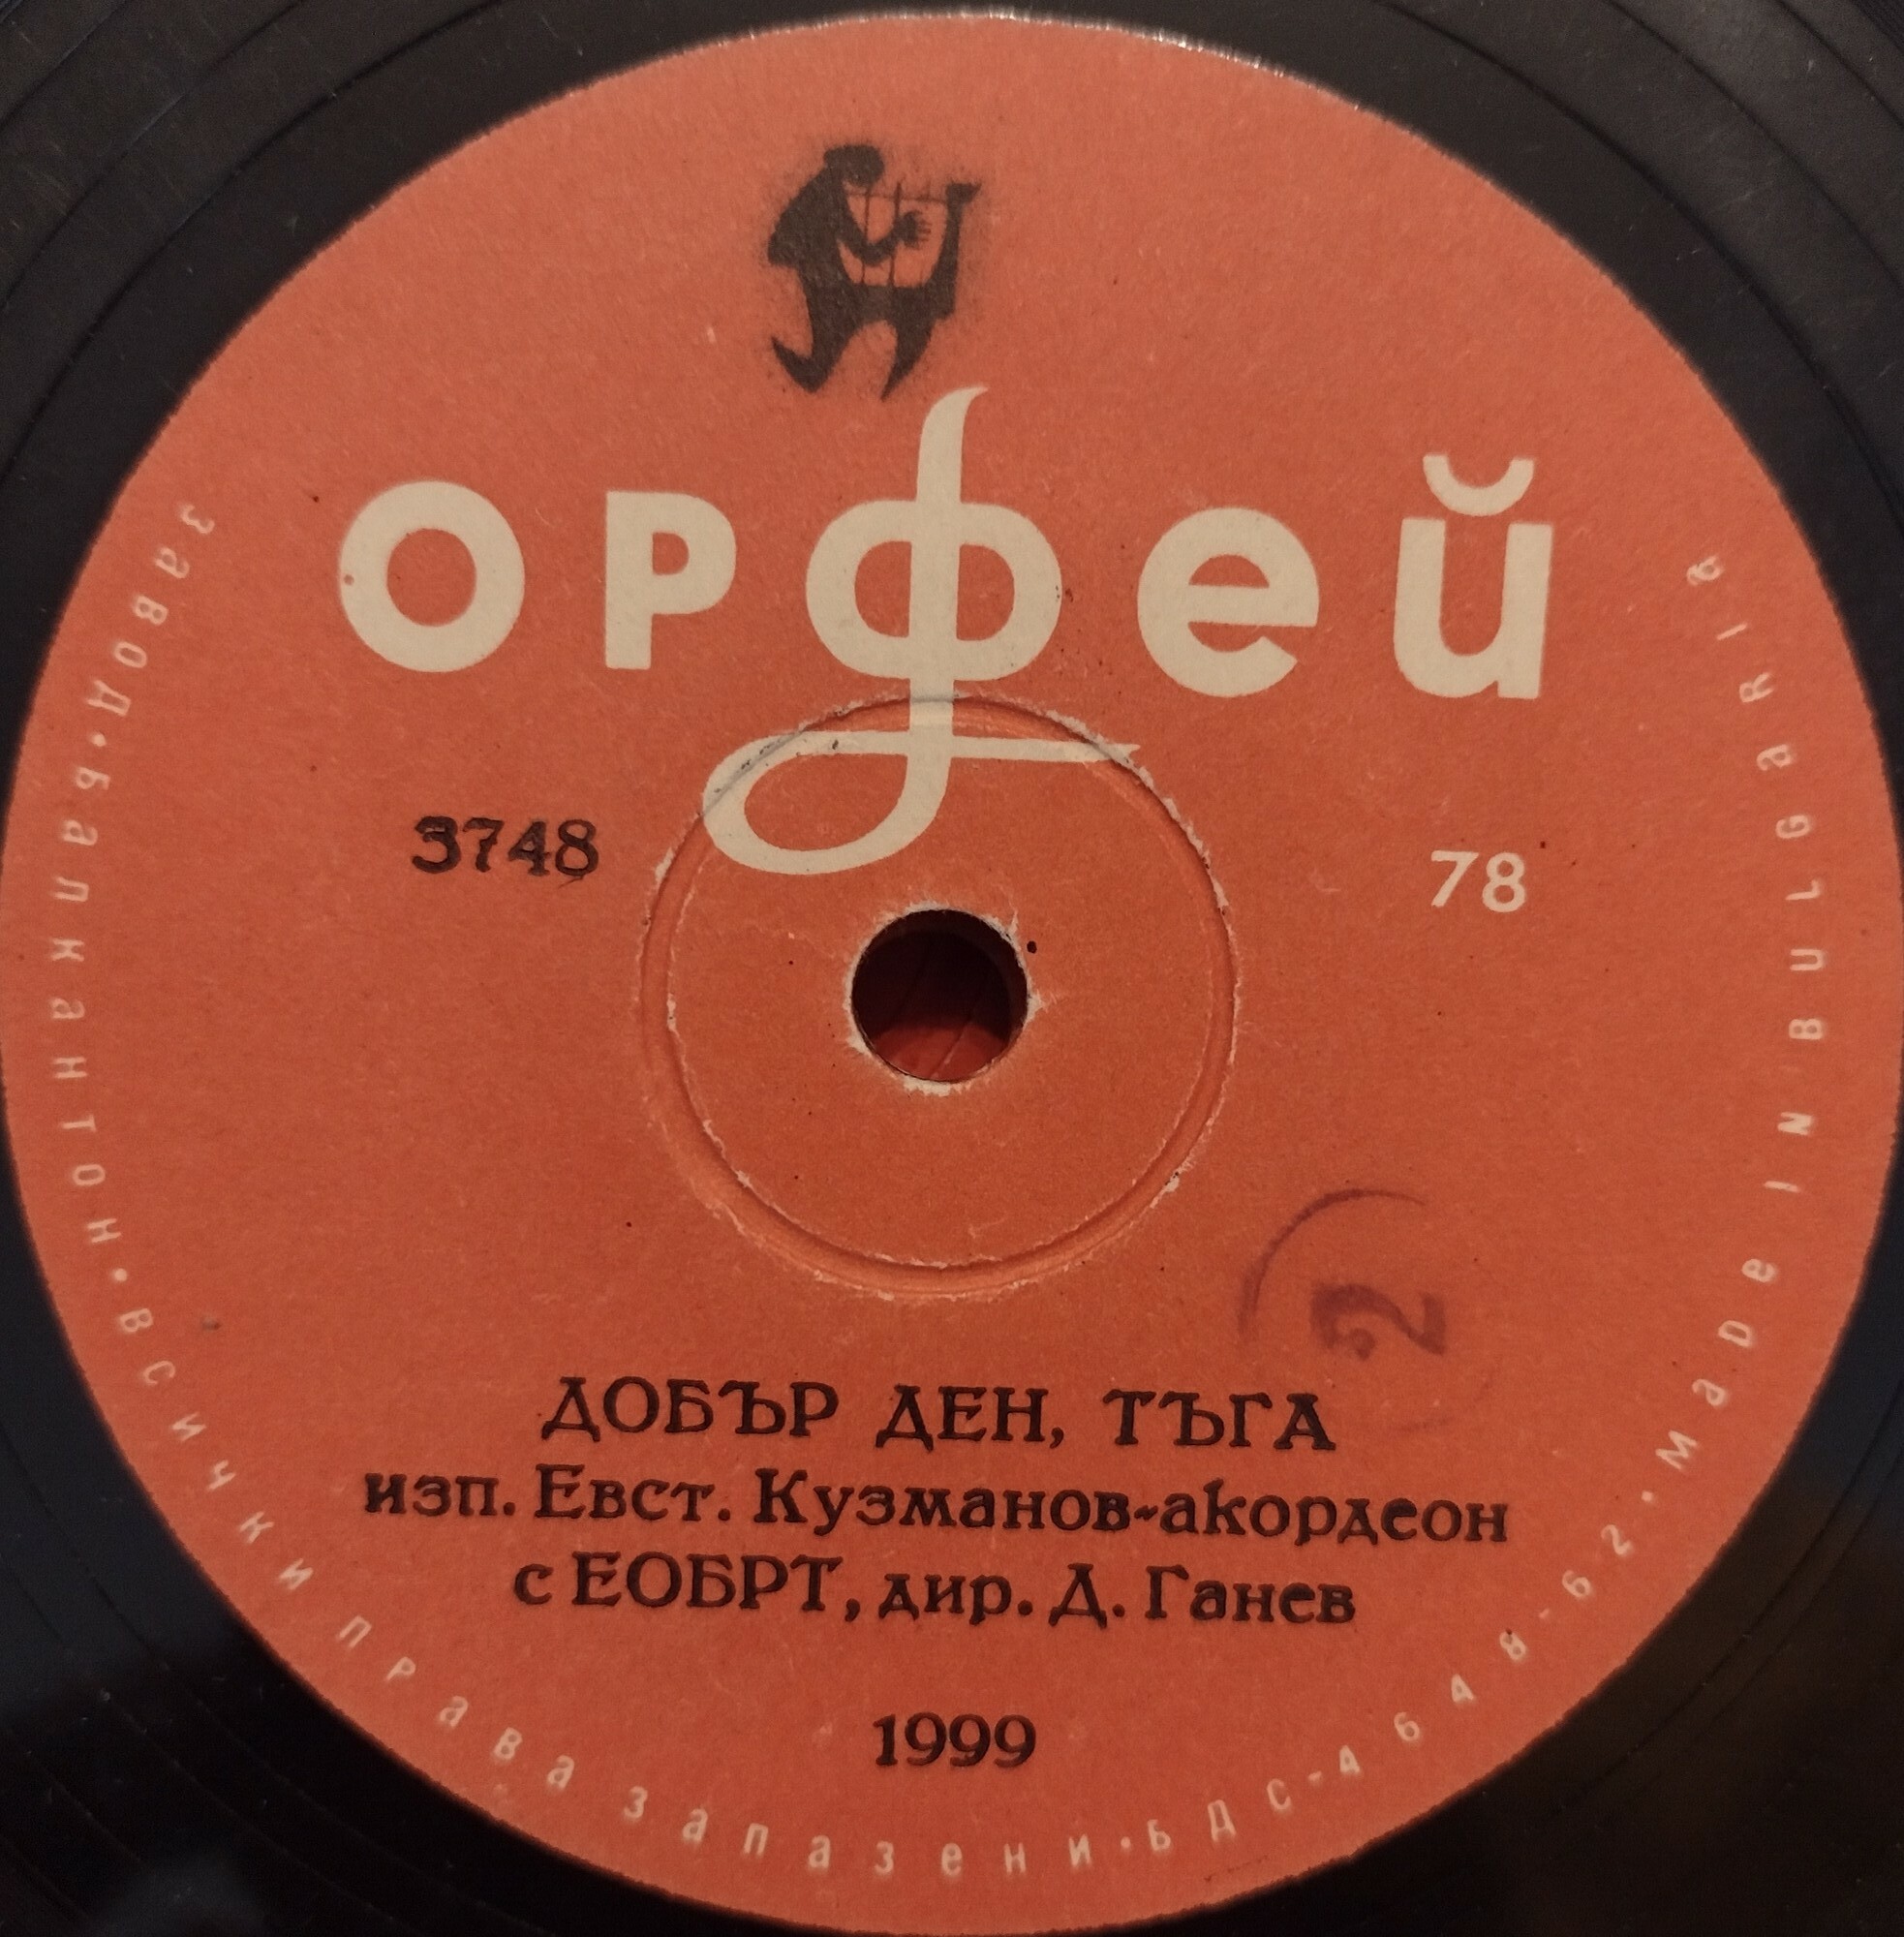 орфей
3748
78
2
ДОБЪР ДЕН, ТЪГА
изп. Евст. Кузманов-акордеон
с ЕОБРТ, дир. Д. Ганев
1999
завод·балкантон·всички права запазени·БДС-4648-62·Made IN BULGaRIa